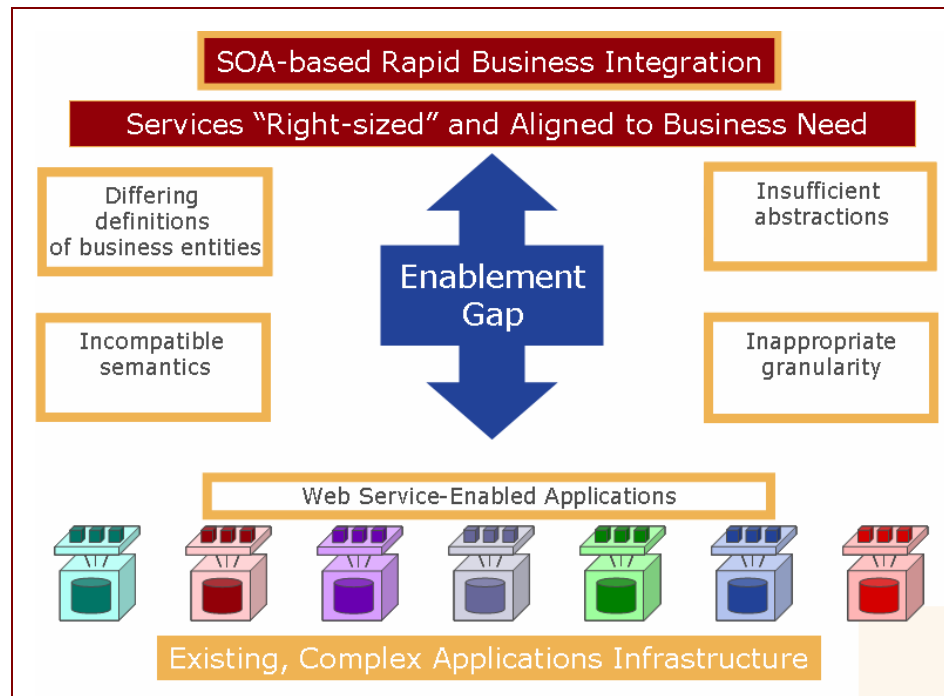 SOA-based Rapid Business Integration
Services “Right-sized” and Aligned to Business Need
Differing
definitions
of business entities
Insufficient
abstractions
Enablement
Gap
Incompatible
semantics
Inappropriate
granularity
Web Service-Enabled Applications
Existing, Complex Applications Infrastructure